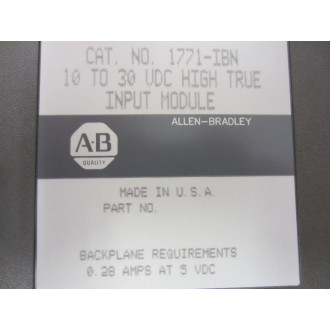 CAT. NO. 1771-IBN
10 TO 30 VDC HIGH TRUE
INPUT MODULE
ALLEN-BRADLEY
A-B
QUALITY
MADE IN U.S.A.
PART NO.
BACKPLANE REQUIREMENTS
0.28 AMPS AT 5 VDC